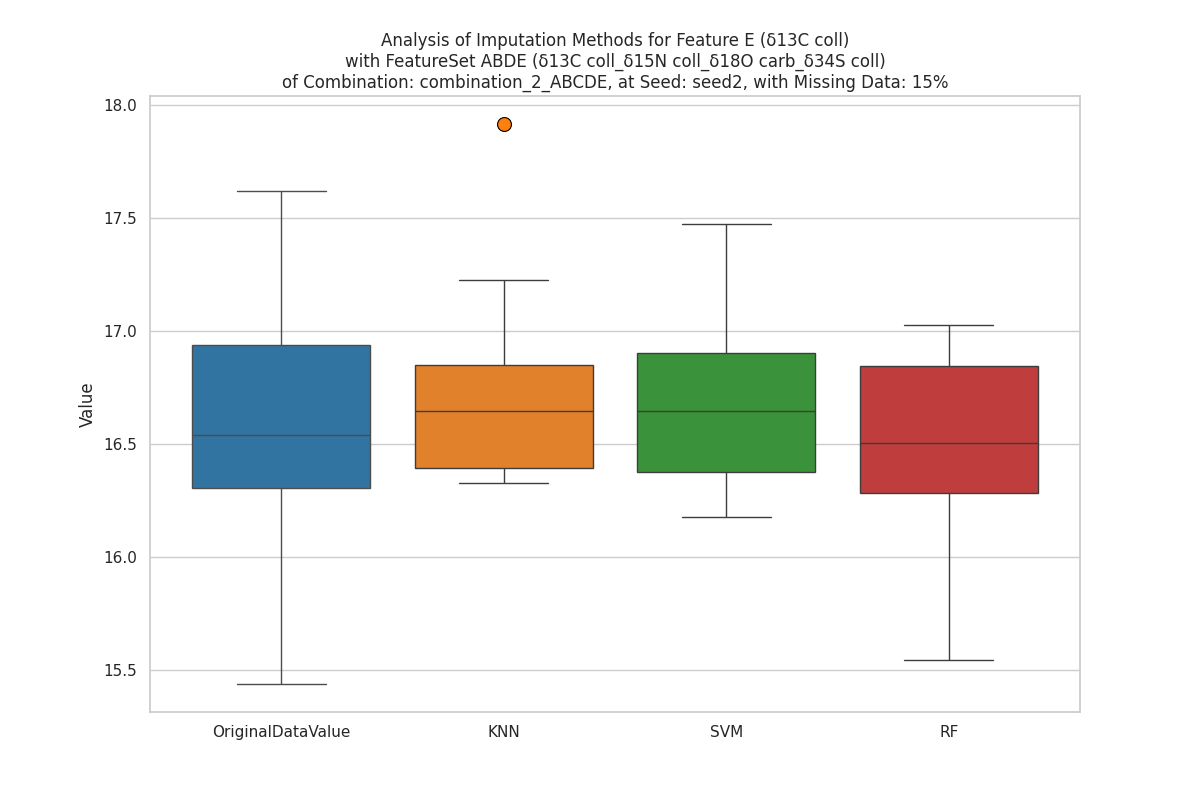 Analysis of Imputation Methods for Feature E (δ13C coll)
with FeatureSet ABDE (δ13C coll_δ15N coll_δ18O carb_δ34S coll)
of Combination: combination_2_ABCDE, at Seed: seed2, with Missing Data: 15%
18.0
17.5
17.0
16.5
16.0
15.5
Value
OriginalDataValue
KNN
SVM
RF